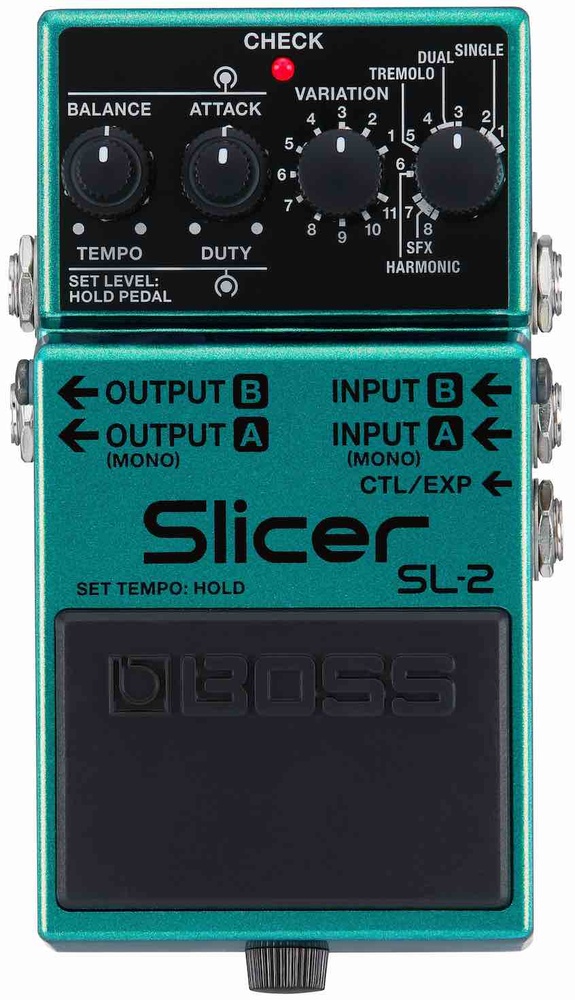 CHECK
BALANCE
ATTACK
VARIATION
TREMOLO
DUAL
SINGLE
5 4 3 2 1
6
7 8 9 10 11
5 4 3 2 1
6
7 8
TEMPO
DUTY
SFX
HARMONIC
SET LEVEL:
HOLD PEDAL
OUTPUT B
INPUT B
OUTPUT A
(MONO)
INPUT A
(MONO)
CTL/EXP
Slicer
SL-2
SET TEMPO: HOLD
BOSS